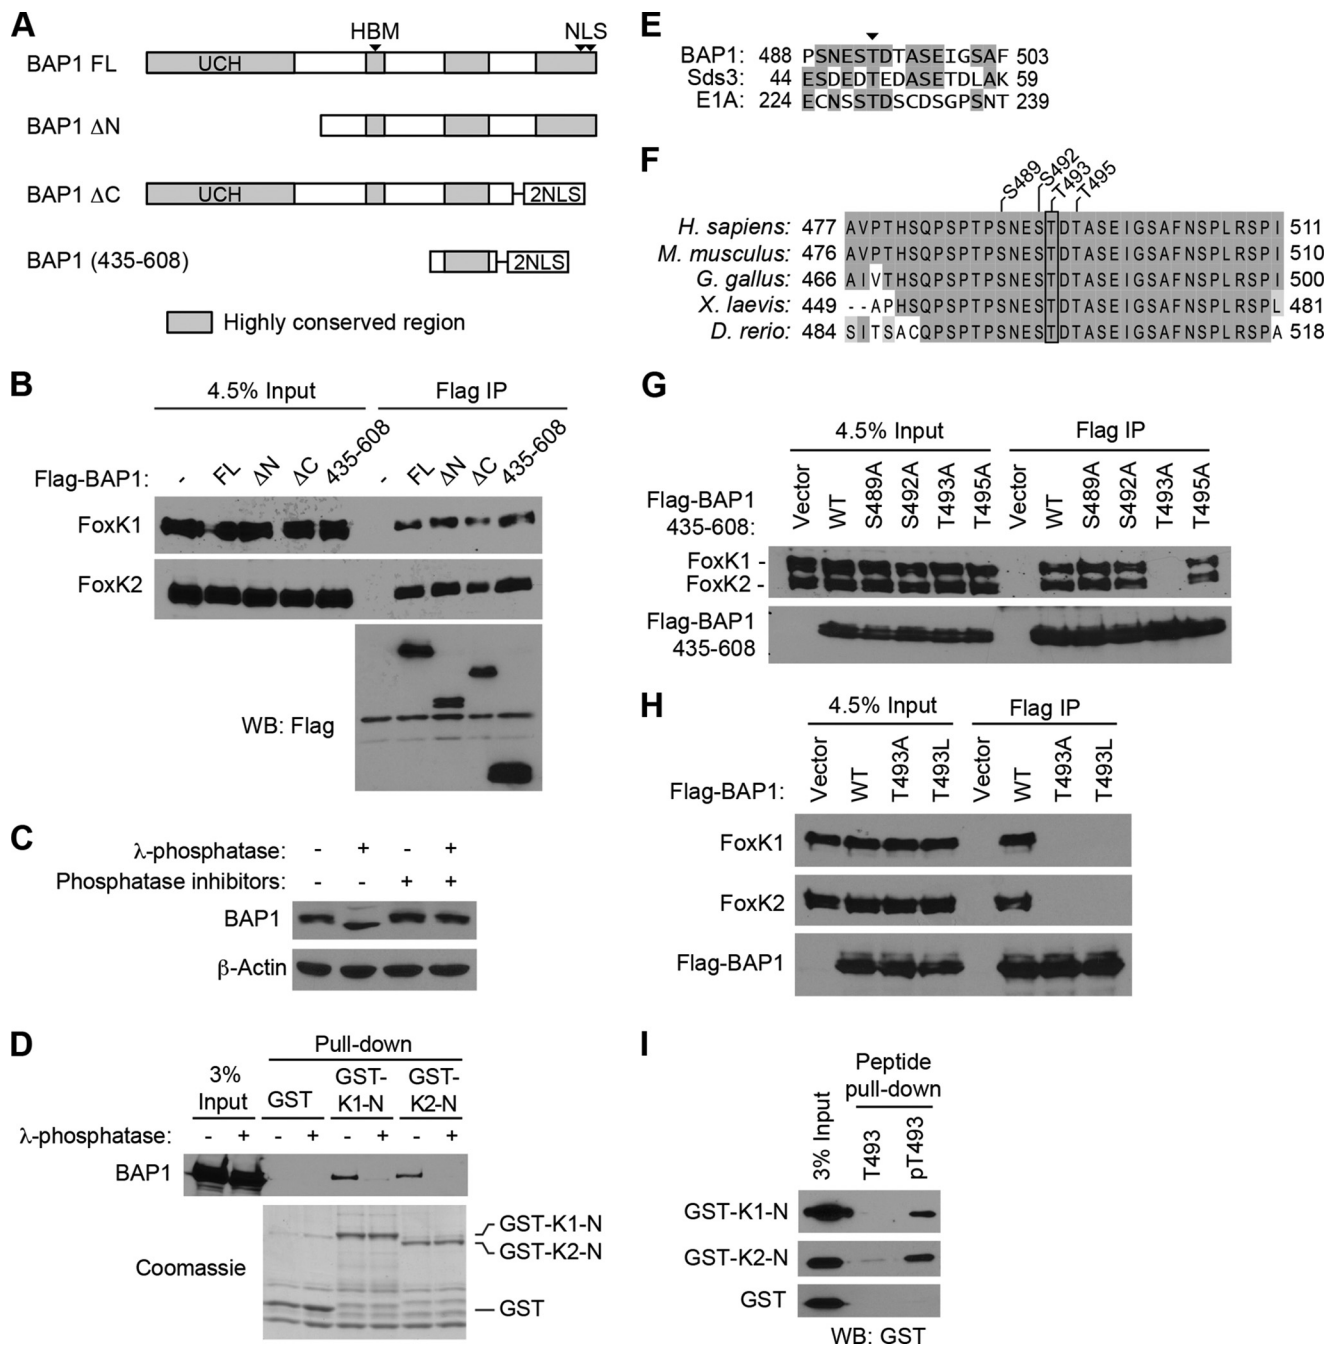 A
HBM
NLS
BAP1 FL
UCH
BAP1 ΔN
BAP1 ΔC
UCH
2NLS
BAP1 (435-608)
2NLS
Highly conserved region
B
4.5% Input
Flag IP
Flag-BAP1: - FL ΔN ΔC 435-608 - FL ΔN ΔC 435-608
FoxK1
FoxK2
WB: Flag
C
λ-phosphatase: - + - +
Phosphatase inhibitors: - - + +
BAP1
β-Actin
D
Pull-down
3% Input
GST
GST-K1-N
GST-K2-N
λ-phosphatase: - + - + - + - +
BAP1
Coomassie
GST-K1-N
GST-K2-N
GST
E
BAP1: 488 PSNESTDTASEIGSAF 503
Sds3: 44 ESDEDTEDASETDLAK 59
E1A: 224 ECNSSTDSCDSGPSNT 239
F
S489 S492 T493 T495
H. sapiens: 477 AVPTHSQPSPTPSNESTDTASEIGSAFNSPLRSPI 511
M. musculus: 476 AVPTHSQPSPTPSNESTDTASEIGSAFNSPLRSPI 510
G. gallus: 466 AIVTHSQPSPTPSNESTDTASEIGSAFNSPLRSPI 500
X. laevis: 449 --APHSQPSPTPSNESTDTASEIGSAFNSPLRSPL 481
D. rerio: 484 SITSACQPSPTPSNESTDTASEIGSAFNSPLRSPA 518
G
4.5% Input
Flag IP
Flag-BAP1
435-608:
Vector WT S489A S492A T493A T495A Vector WT S489A S492A T493A T495A
FoxK1 -
FoxK2 -
Flag-BAP1
435-608
H
4.5% Input
Flag IP
Flag-BAP1: Vector WT T493A T493L Vector WT T493A T493L
FoxK1
FoxK2
Flag-BAP1
I
Peptide
pull-down
3% Input T493 pT493
GST-K1-N
GST-K2-N
GST
WB: GST